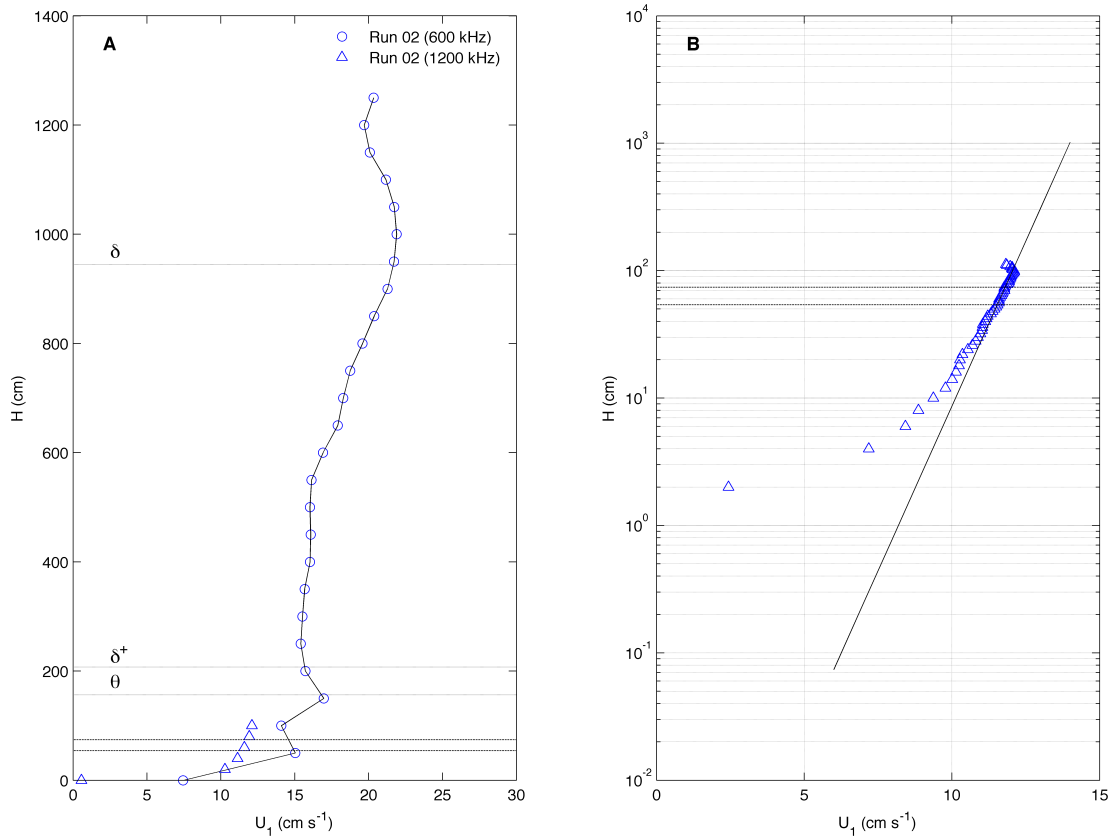 A
Run 02 (600 kHz)
Run 02 (1200 kHz)
1400
1200
1000
800
600
400
200
0
δ
δ+
θ
H (cm)
0 5 10 15 20 25 30
U1 (cm s-1)
B
10^4
10^3
10^2
10^1
10^0
10^-1
10^-2
H (cm)
0 5 10 15
U1 (cm s-1)